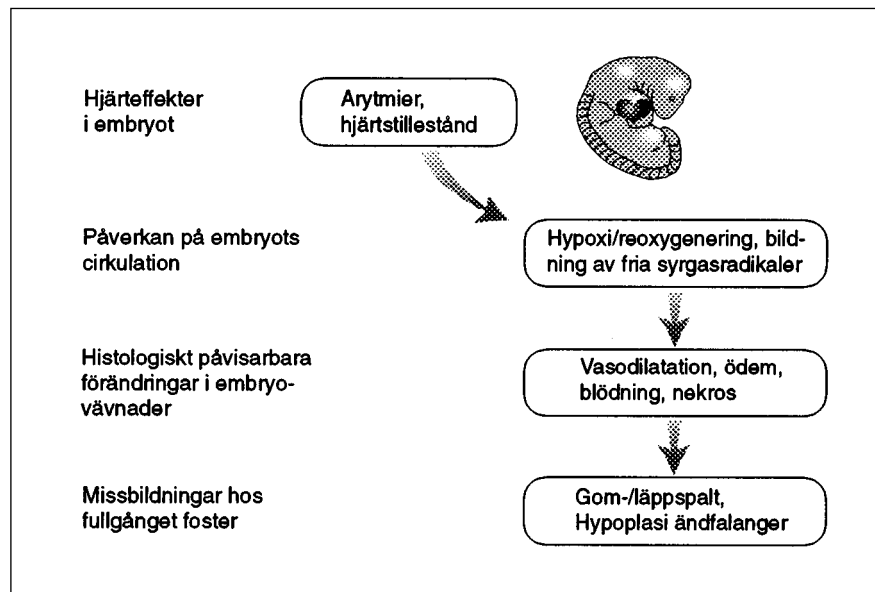 Hjärteffekter
i embryot
Arytmier,
hjärtstillestånd
Påverkan på embryots
cirkulation
Hypoxi/reoxygenering, bild-
ning av fria syrgasradikaler
Histologiskt påvisarbara
förändringar i embryo-
vävnader
Vasodilatation, ödem,
blödning, nekros
Missbildningar hos
fullgånget foster
Gom-/läppspalt,
Hypoplasi ändfalanger